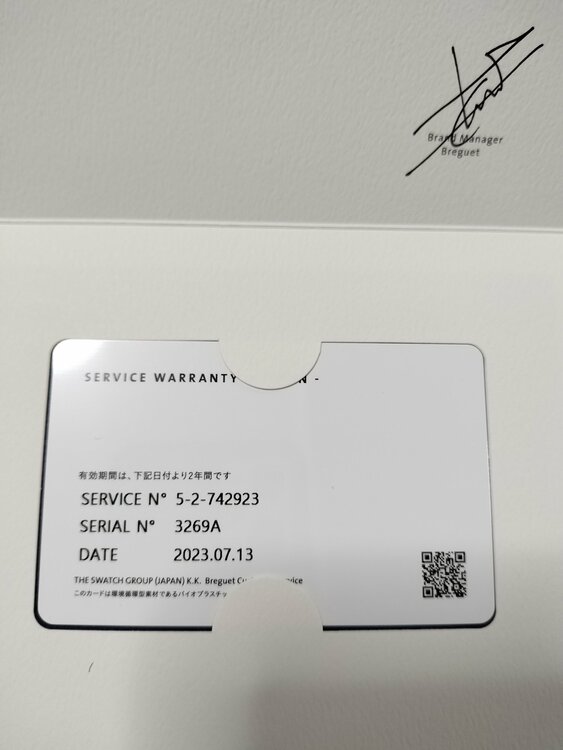 Brand Manager
Breguet
SERVICE WARRANTY -
有効期間は、下記日付より2年間です
SERVICE N° 5-2-742923
SERIAL N° 3269A
DATE 2023.07.13
THE SWATCH GROUP (JAPAN) K.K. Breguet
このカードは環境循環型素材であるバイオプラスチッ